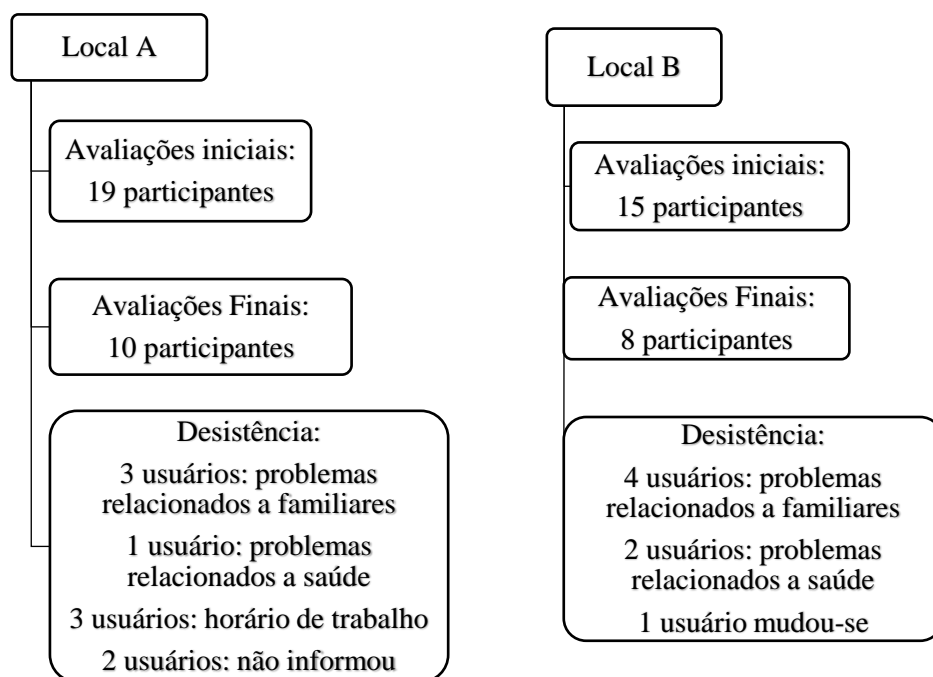 Local A
Avaliações iniciais:
19 participantes
Avaliações Finais:
10 participantes
Desistência:
3 usuários: problemas
relacionados a familiares
1 usuário: problemas
relacionados a saúde
3 usuários: horário de trabalho
2 usuários: não informou
Local B
Avaliações iniciais:
15 participantes
Avaliações Finais:
8 participantes
Desistência:
4 usuários: problemas
relacionados a familiares
2 usuários: problemas
relacionados a saúde
1 usuário mudou-se